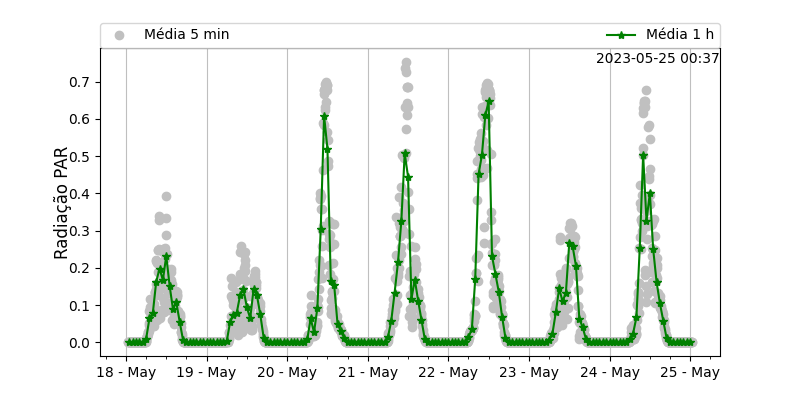 Média 5 min
Média 1 h
2023-05-25 00:37
Radiação PAR
0.7
0.6
0.5
0.4
0.3
0.2
0.1
0.0
18 - May
19 - May
20 - May
21 - May
22 - May
23 - May
24 - May
25 - May